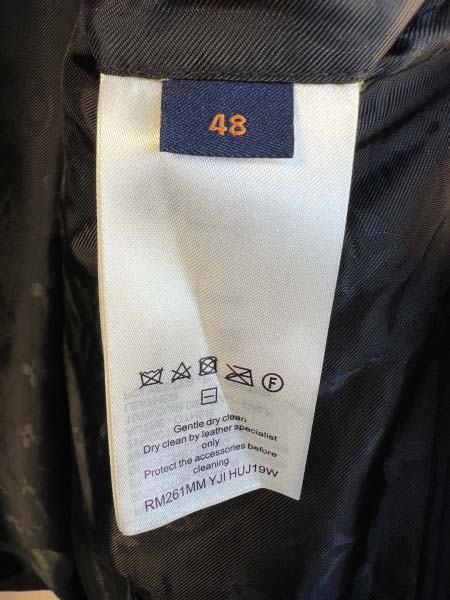 48
F
Gentle dry clean
Dry clean by leather specialist
only
Protect the accessories before
cleaning
RM261MM YJI HUJ19W